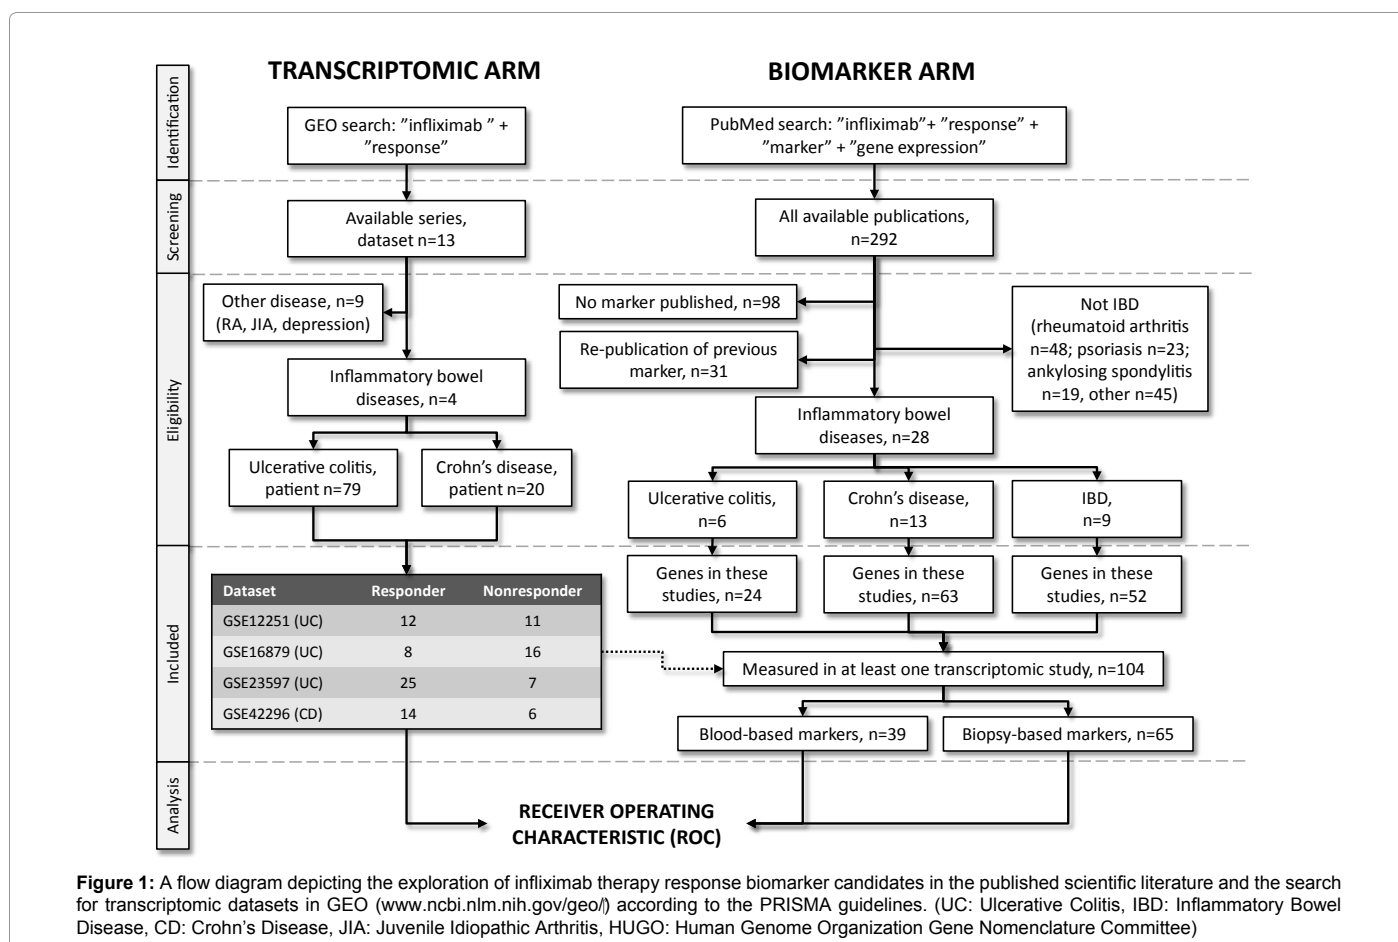 TRANSCRIPTOMIC ARM
BIOMARKER ARM
Identification
GEO search: ”infliximab ” +
”response”
PubMed search: ”infliximab”+ ”response” +
”marker” + ”gene expression”
Screening
Available series,
dataset n=13
All available publications,
n=292
Eligibility
Other disease, n=9
(RA, JIA, depression)
No marker published, n=98
Not IBD
(rheumatoid arthritis
n=48; psoriasis n=23;
ankylosing spondylitis
n=19, other n=45)
Re-publication of previous
marker, n=31
Inflammatory bowel
diseases, n=4
Inflammatory bowel
diseases, n=28
Ulcerative colitis,
patient n=79
Crohn’s disease,
patient n=20
Ulcerative colitis,
n=6
Crohn’s disease,
n=13
IBD,
n=9
Included
Genes in these
studies, n=24
Genes in these
studies, n=63
Genes in these
studies, n=52
Dataset Responder Nonresponder
GSE12251 (UC) 12 11
GSE16879 (UC) 8 16
GSE23597 (UC) 25 7
GSE42296 (CD) 14 6
Measured in at least one transcriptomic study, n=104
Blood-based markers, n=39
Biopsy-based markers, n=65
Analysis
RECEIVER OPERATING
CHARACTERISTIC (ROC)
Figure 1: A flow diagram depicting the exploration of infliximab therapy response biomarker candidates in the published scientific literature and the search
for transcriptomic datasets in GEO (www.ncbi.nlm.nih.gov/geo/) according to the PRISMA guidelines. (UC: Ulcerative Colitis, IBD: Inflammatory Bowel
Disease, CD: Crohn’s Disease, JIA: Juvenile Idiopathic Arthritis, HUGO: Human Genome Organization Gene Nomenclature Committee)